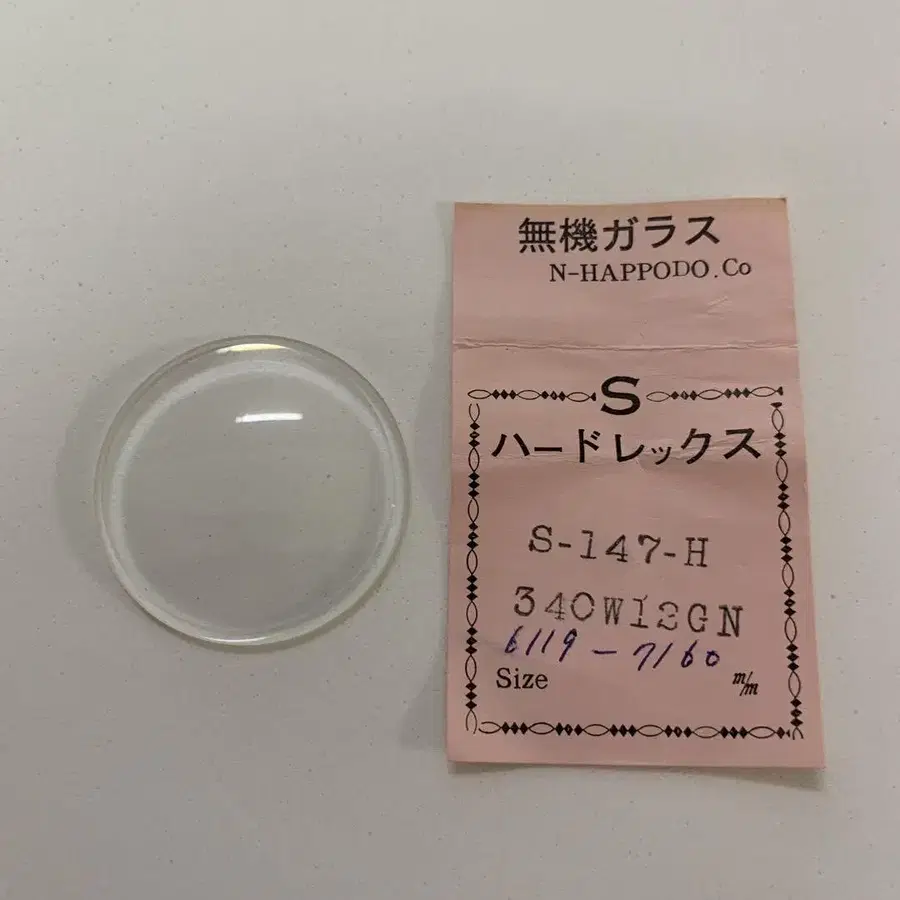 無機ガラス
N-HAPPODO.Co
S
ハードレックス
S-147-H
340W12GN
6119-7160
Size m/m